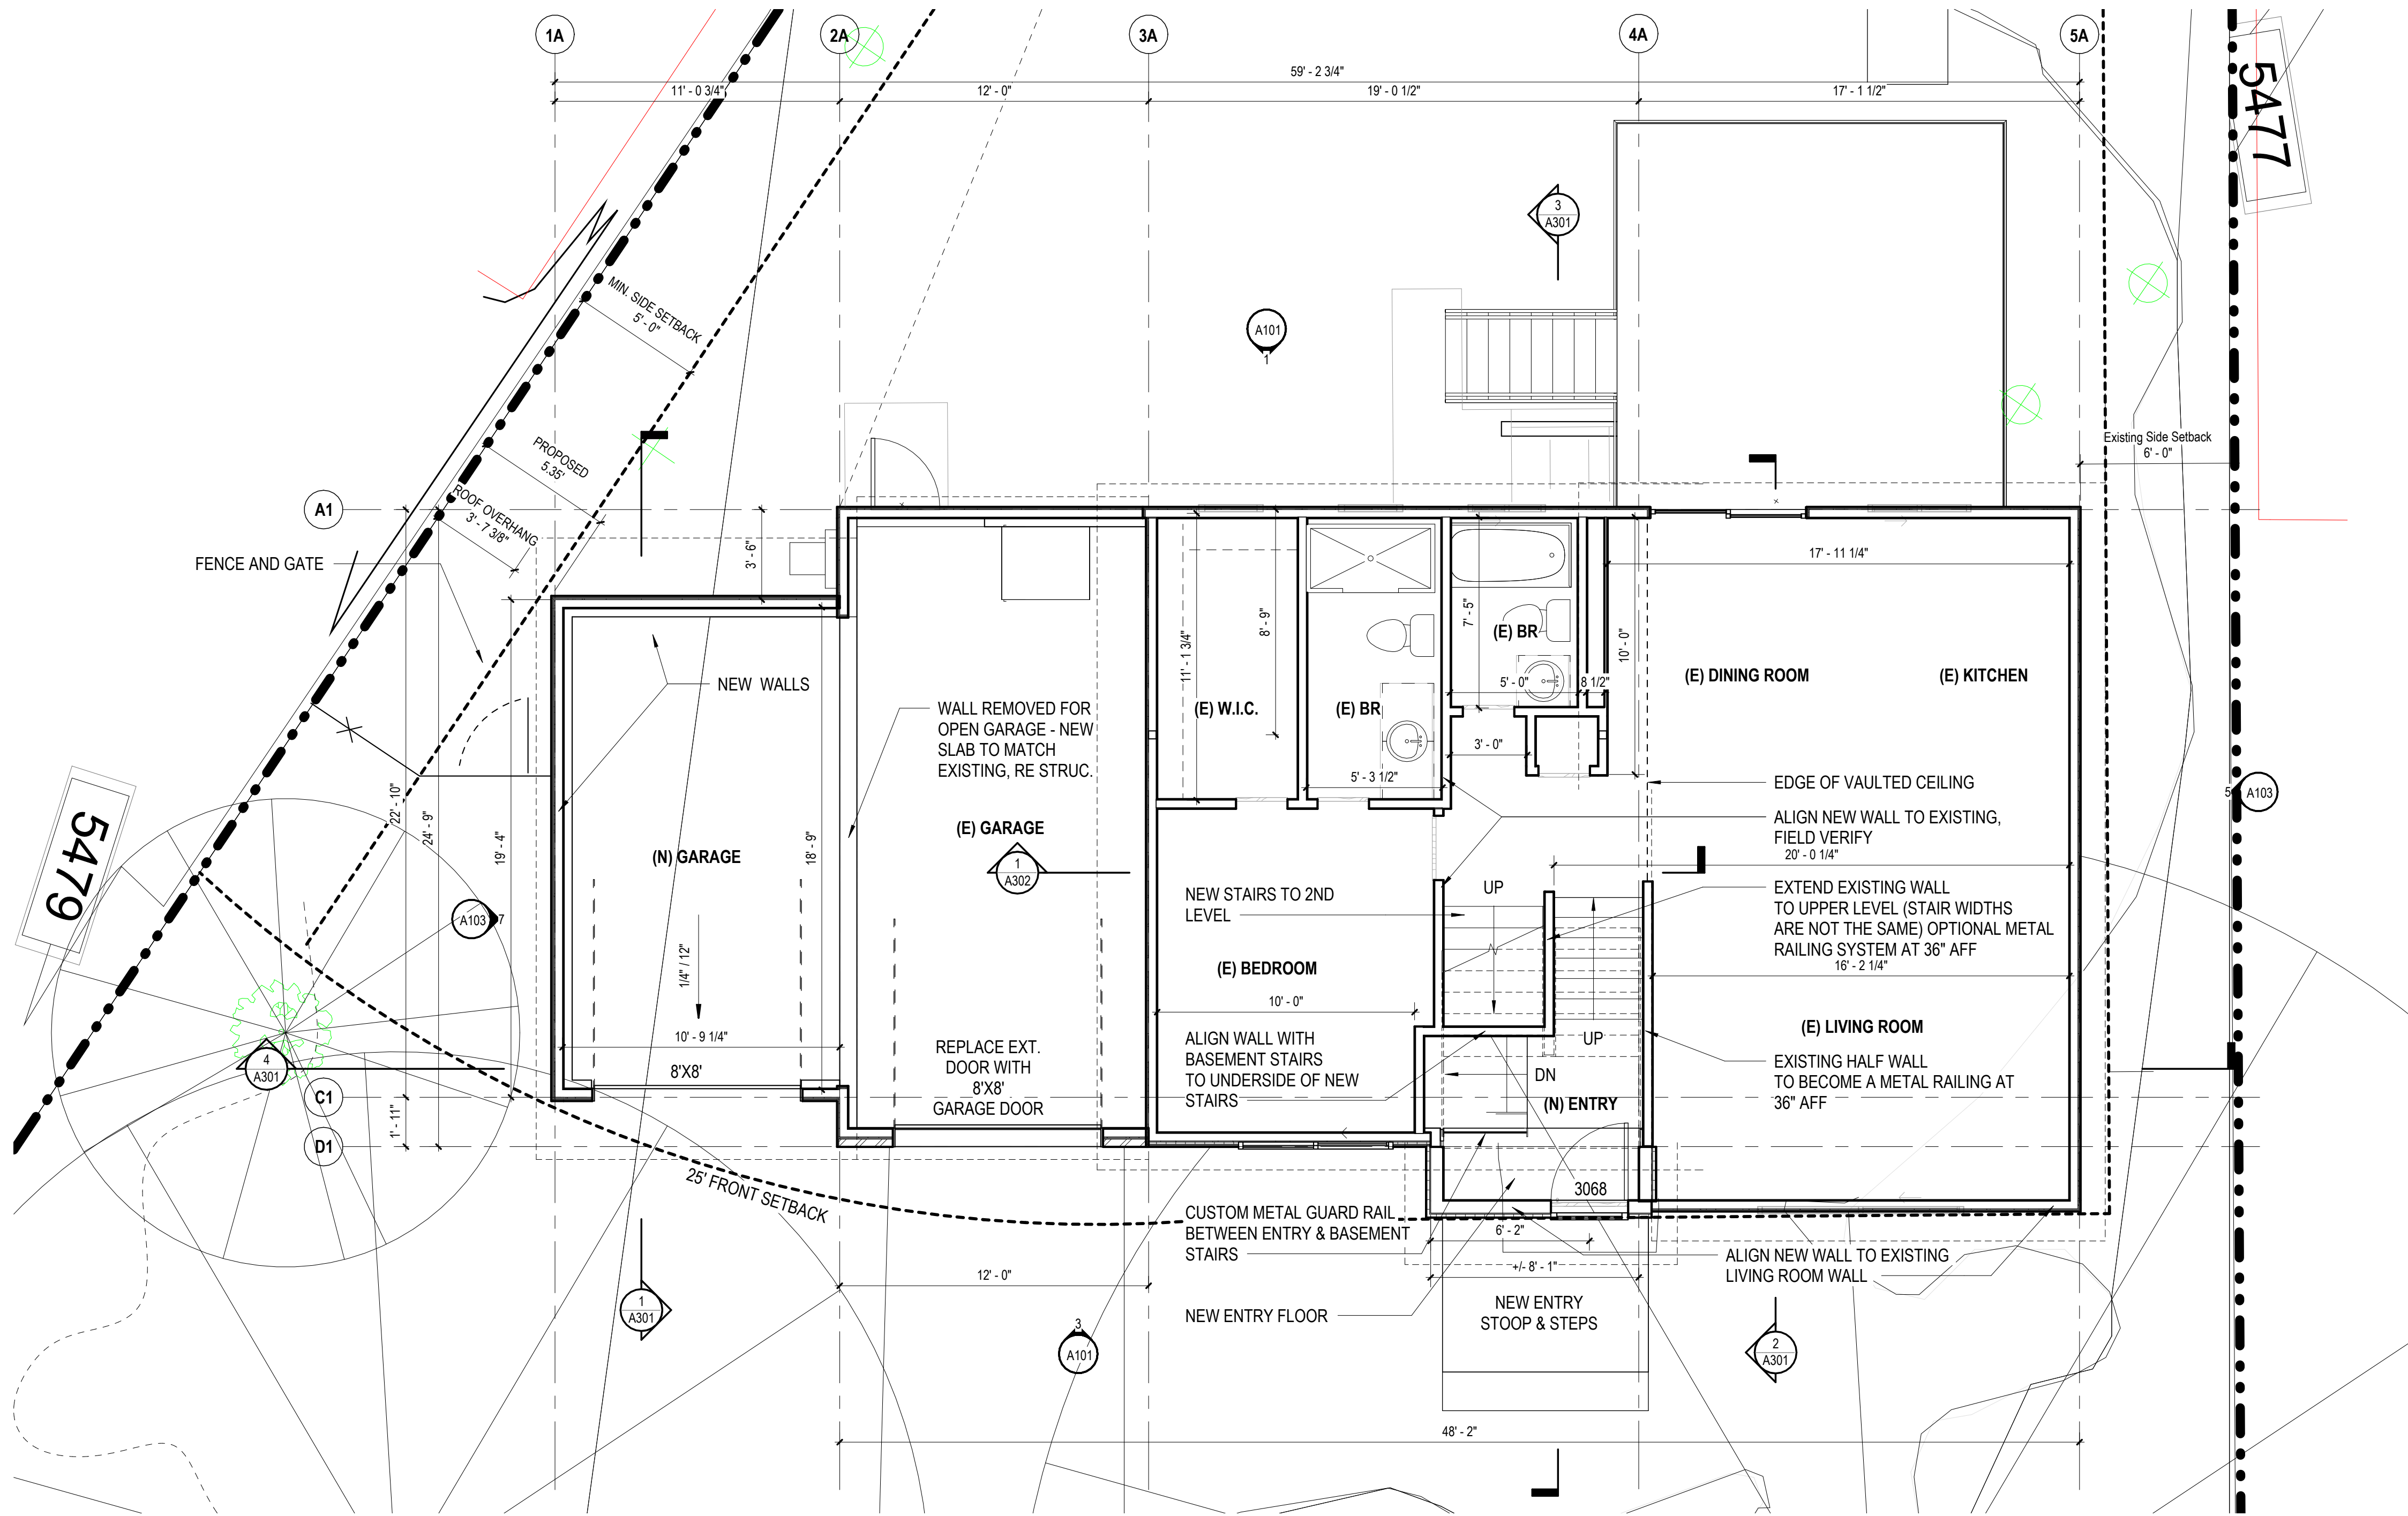 1A
2A
3A
4A
5A
59' - 2 3/4"
11' - 0 3/4"
12' - 0"
19' - 0 1/2"
17' - 1 1/2"
5477
3
A301
MIN. SIDE SETBACK
5' - 0"
A101
1
PROPOSED
5.35'
Existing Side Setback
6' - 0"
ROOF OVERHANG
3' - 7 3/8"
A1
FENCE AND GATE
3' - 6"
17' - 11 1/4"
8' - 9"
7' - 5"
(E) BR
10' - 0"
11' - 1 3/4"
(E) DINING ROOM
(E) KITCHEN
5' - 0"
8 1/2"
NEW  WALLS
WALL REMOVED FOR
OPEN GARAGE - NEW
SLAB TO MATCH
EXISTING, RE STRUC.
(E) W.I.C.
(E) BR
3' - 0"
5' - 3 1/2"
EDGE OF VAULTED CEILING
5
A103
22' - 10"
24' - 9"
19' - 4"
18' - 9"
(E) GARAGE
ALIGN NEW WALL TO EXISTING,
FIELD VERIFY
20' - 0 1/4"
(N) GARAGE
1
A302
5479
NEW STAIRS TO 2ND
LEVEL
UP
EXTEND EXISTING WALL
TO UPPER LEVEL (STAIR WIDTHS
ARE NOT THE SAME) OPTIONAL METAL
RAILING SYSTEM AT 36" AFF
16' - 2 1/4"
A103
7
1/4" / 12"
(E) BEDROOM
10' - 0"
10' - 9 1/4"
8'X8'
REPLACE EXT.
DOOR WITH
8'X8'
GARAGE DOOR
ALIGN WALL WITH
BASEMENT STAIRS
TO UNDERSIDE OF NEW
STAIRS
UP
DN
(N) ENTRY
(E) LIVING ROOM
EXISTING HALF WALL
TO BECOME A METAL RAILING AT
36" AFF
4
A301
C1
1' - 11"
D1
25' FRONT SETBACK
3068
CUSTOM METAL GUARD RAIL
BETWEEN ENTRY & BASEMENT
STAIRS
6' - 2"
+/- 8' - 1"
ALIGN NEW WALL TO EXISTING
LIVING ROOM WALL
12' - 0"
NEW ENTRY FLOOR
NEW ENTRY
STOOP & STEPS
1
A301
3
A101
2
A301
48' - 2"